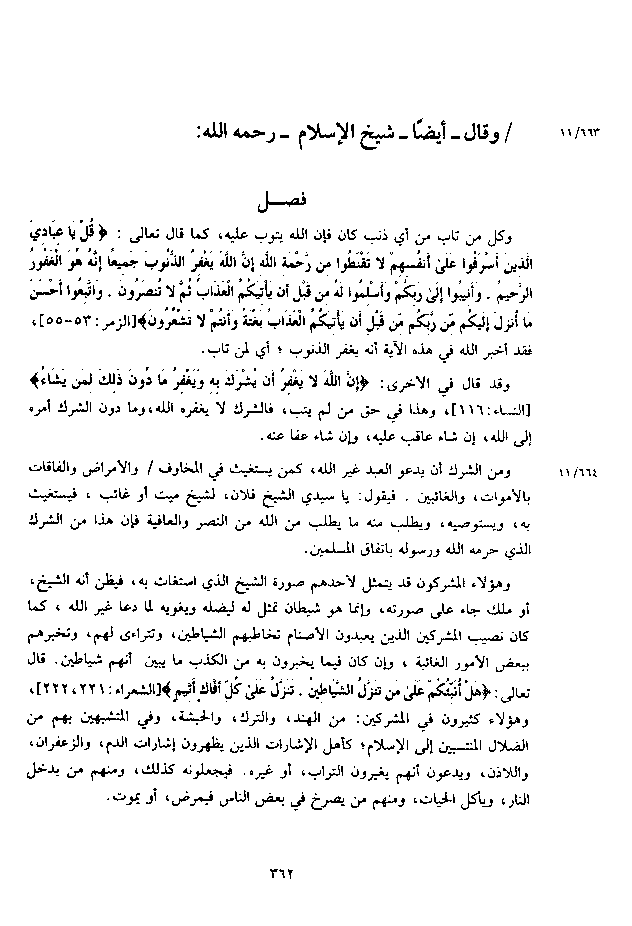 ١١/٦٦٣
/ وقال ـ أيضًا ـ شيخ الإسلام ـ رحمه الله:
فصـــل
وكل من تاب من أي ذنب كان فإن الله يتوب عليه، كما قال تعالى : ﴿ قُلْ يَا عِبَادِيَ
الَّذِينَ أَسْرَفُوا عَلَىٰ أَنفُسِهِمْ لا تَقْنَطُوا مِن رَّحْمَةِ اللَّهِ إِنَّ اللَّهَ يَغْفِرُ الذُّنُوبَ جَمِيعًا إِنَّهُ هُوَ الْغَفُورُ
الرَّحِيمُ . وَأَنِيبُوا إِلَىٰ رَبِّكُمْ وَأَسْلِمُوا لَهُ مِن قَبْلِ أَن يَأْتِيَكُمُ الْعَذَابُ ثُمَّ لا تُنصَرُونَ . وَاتَّبِعُوا أَحْسَنَ
مَا أُنزِلَ إِلَيْكُم مِّن رَّبِّكُم مِّن قَبْلِ أَن يَأْتِيَكُمُ الْعَذَابُ بَغْتَةً وَأَنتُمْ لا تَشْعُرُونَ﴾[الزمر: ٥٣-٥٥]،
فقد أخبر الله في هذه الآية أنه يغفر الذنوب ؛ أي لمن تاب.
وقد قال في الأخرى: ﴿إِنَّ اللَّهَ لا يَغْفِرُ أَن يُشْرَكَ بِهِ وَيَغْفِرُ مَا دُونَ ذَلِكَ لِمَن يَشَاءُ﴾
[النساء: ١١٦]، وهذا في حق من لم يتب، فالشرك لا يغفره الله، وما دون الشرك أمره
إلى الله، إن شاء عاقب عليه، وإن شاء عفا عنه.
١١/٦٦٤
ومن الشرك أن يدعو العبد غير الله، كمن يستغيث في المخاوف / والأمراض والفاقات
بالأموات، والغائبين . فيقول: يا سيدي الشيخ فلان، لشيخ ميت أو غائب ، فيستغيث
به، ويستوصيه، ويطلب منه ما يطلب من الله من النصر والعافية فإن هذا من الشرك
الذي حرمه الله ورسوله باتفاق المسلمين.
وهؤلاء المشركون قد يتمثل لأحدهم صورة الشيخ الذي استغاث به، فيظن أنه الشيخ،
أو ملك جاء على صورته، وإنما هو شيطان تمثل له ليضله ويغويه لما دعا غير الله ، كما
كان نصيب المشركين الذين يعبدون الأصنام تخاطبهم الشياطين، وتتراءى لهم، وتخبرهم
ببعض الأمور الغائبة ، وإن كان فيما يخبرون به من الكذب ما يبين أنهم شياطين. قال
تعالى: ﴿هَلْ أُنَبِّئُكُمْ عَلَىٰ مَن تَنَزَّلُ الشَّيَاطِينُ . تَنَزَّلُ عَلَىٰ كُلِّ أَفَّاكٍ أَثِيمٍ﴾[الشعراء: ٢٢١، ٢٢٢]،
وهؤلاء كثيرون في المشركين: من الهند، والترك، والحبشة، وفي المتشبهين بهم من
الضلال المنتسبين إلى الإسلام؛ كأهل الإشارات الذين يظهرون إشارات الدم، والزعفران،
واللاذن، ويدعون أنهم يغيرون التراب، أو غيره. فيجعلونه كذلك، ومنهم من يدخل
النار، ويأكل الحيات، ومنهم من يصرخ في بعض الناس فيمرض، أو يموت.
٣٦٢